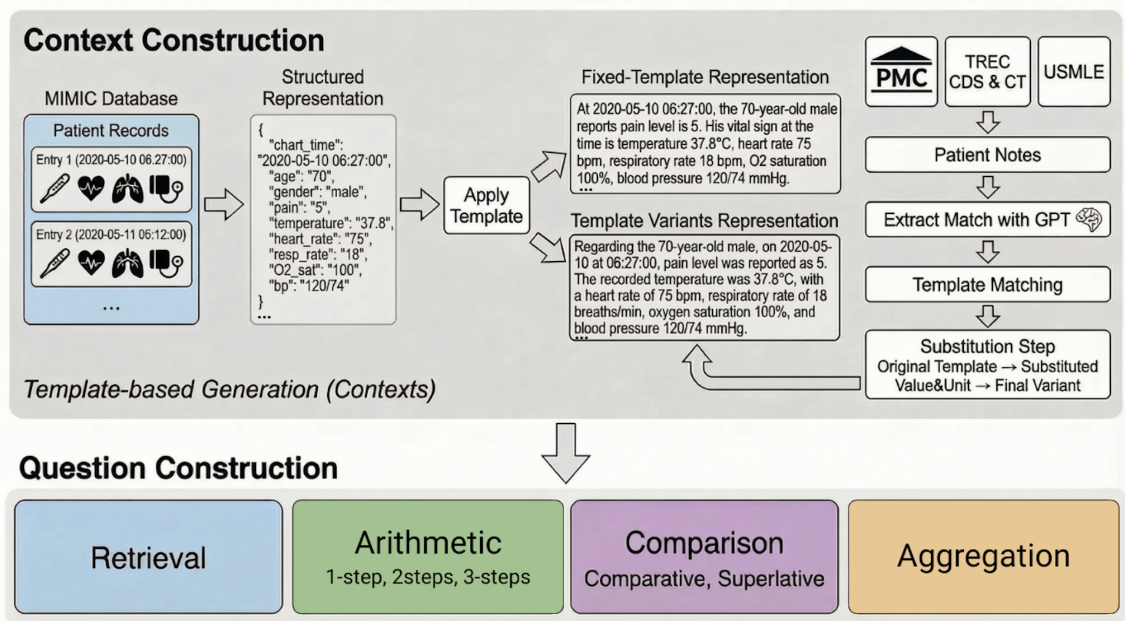 Context Construction
MIMIC Database
Patient Records
Entry 1 (2020-05-10 06.27:00)
Entry 2 (2020-05-11 06:12:00)
...
Structured
Representation
{
"chart_time":
"2020-05-10 06:27:00",
"age": "70",
"gender": "male",
"pain": "5",
"temperature": "37.8",
"heart_rate": "75",
"resp_rate": "18",
"O2_sat": "100",
"bp": "120/74"
}
...
Apply
Template
Fixed-Template Representation
At 2020-05-10 06:27:00, the 70-year-old male
reports pain level is 5. His vital sign at the
time is temperature 37.8°C, heart rate 75
bpm, respiratory rate 18 bpm, O2 saturation
100%, blood pressure 120/74 mmHg.
...
Template Variants Representation
Regarding the 70-year-old male, on 2020-05-
10 at 06:27:00, pain level was reported as 5.
The recorded temperature was 37.8°C, with
a heart rate of 75 bpm, respiratory rate of 18
breaths/min, oxygen saturation 100%, and
blood pressure 120/74 mmHg.
...
PMC
TREC
CDS & CT
USMLE
Patient Notes
Extract Match with GPT
Template Matching
Substitution Step
Original Template → Substituted
Value&Unit → Final Variant
Template-based Generation (Contexts)
Question Construction
Retrieval
Arithmetic
1-step, 2steps, 3-steps
Comparison
Comparative, Superlative
Aggregation